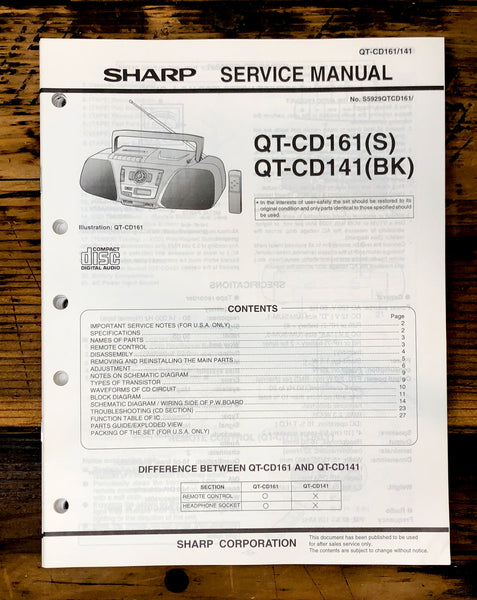 QT-CD161/141
SHARP SERVICE MANUAL
No. S5929QTCD161/
QT-CD161(S)
QT-CD141(BK)
• In the interests of user-safety the set should be restored to its
original condition and only parts identical to those specified should
be used.
Illustration: QT-CD161
COMPACT
disc
DIGITAL AUDIO
CONTENTS
Page
IMPORTANT SERVICE NOTES (FOR U.S.A. ONLY) 2
SPECIFICATIONS 2
NAMES OF PARTS 3
REMOTE CONTROL 3
DISASSEMBLY 4
REMOVING AND REINSTALLING THE MAIN PARTS 5
ADJUSTMENT 6
NOTES ON SCHEMATIC DIAGRAM 7
TYPES OF TRANSISTOR 9
WAVEFORMS OF CD CIRCUIT 10
BLOCK DIAGRAM 11
SCHEMATIC DIAGRAM / WIRING SIDE OF P.W.BOARD 14
TROUBLESHOOTING (CD SECTION) 23
FUNCTION TABLE OF IC 27
PARTS GUIDE/EXPLODED VIEW
PACKING OF THE SET (FOR U.S.A. ONLY)
DIFFERENCE BETWEEN QT-CD161 AND QT-CD141
SECTION QT-CD161 QT-CD141
REMOTE CONTROL ○ ×
HEADPHONE SOCKET ○ ×
SHARP CORPORATION
This document has been published to be used
for after sales service only.
The contents are subject to change without notice.